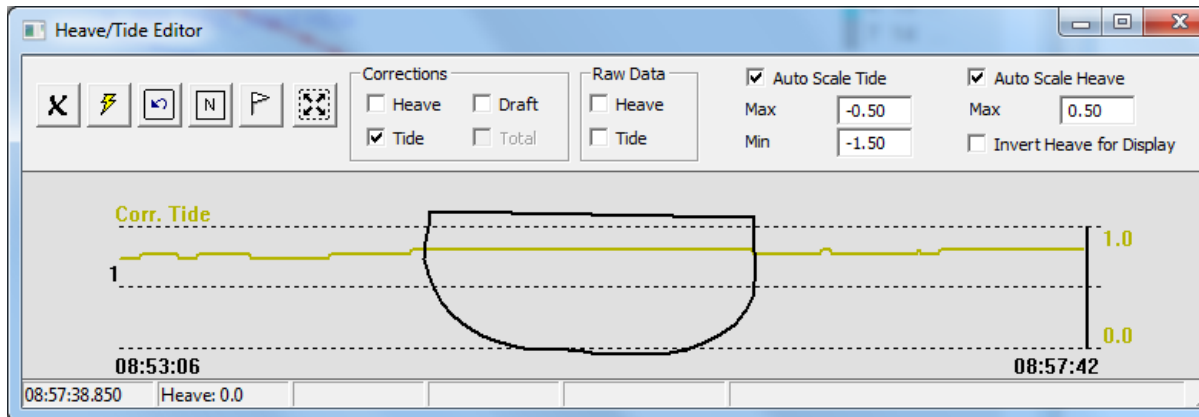 Heave/Tide Editor
X
N
Corrections
Heave
Draft
Tide
Total
Raw Data
Heave
Tide
Auto Scale Tide
Max -0.50
Min -1.50
Auto Scale Heave
Max 0.50
Invert Heave for Display
Corr. Tide
1.0
1
0.0
08:53:06
08:57:42
08:57:38.850 Heave: 0.0